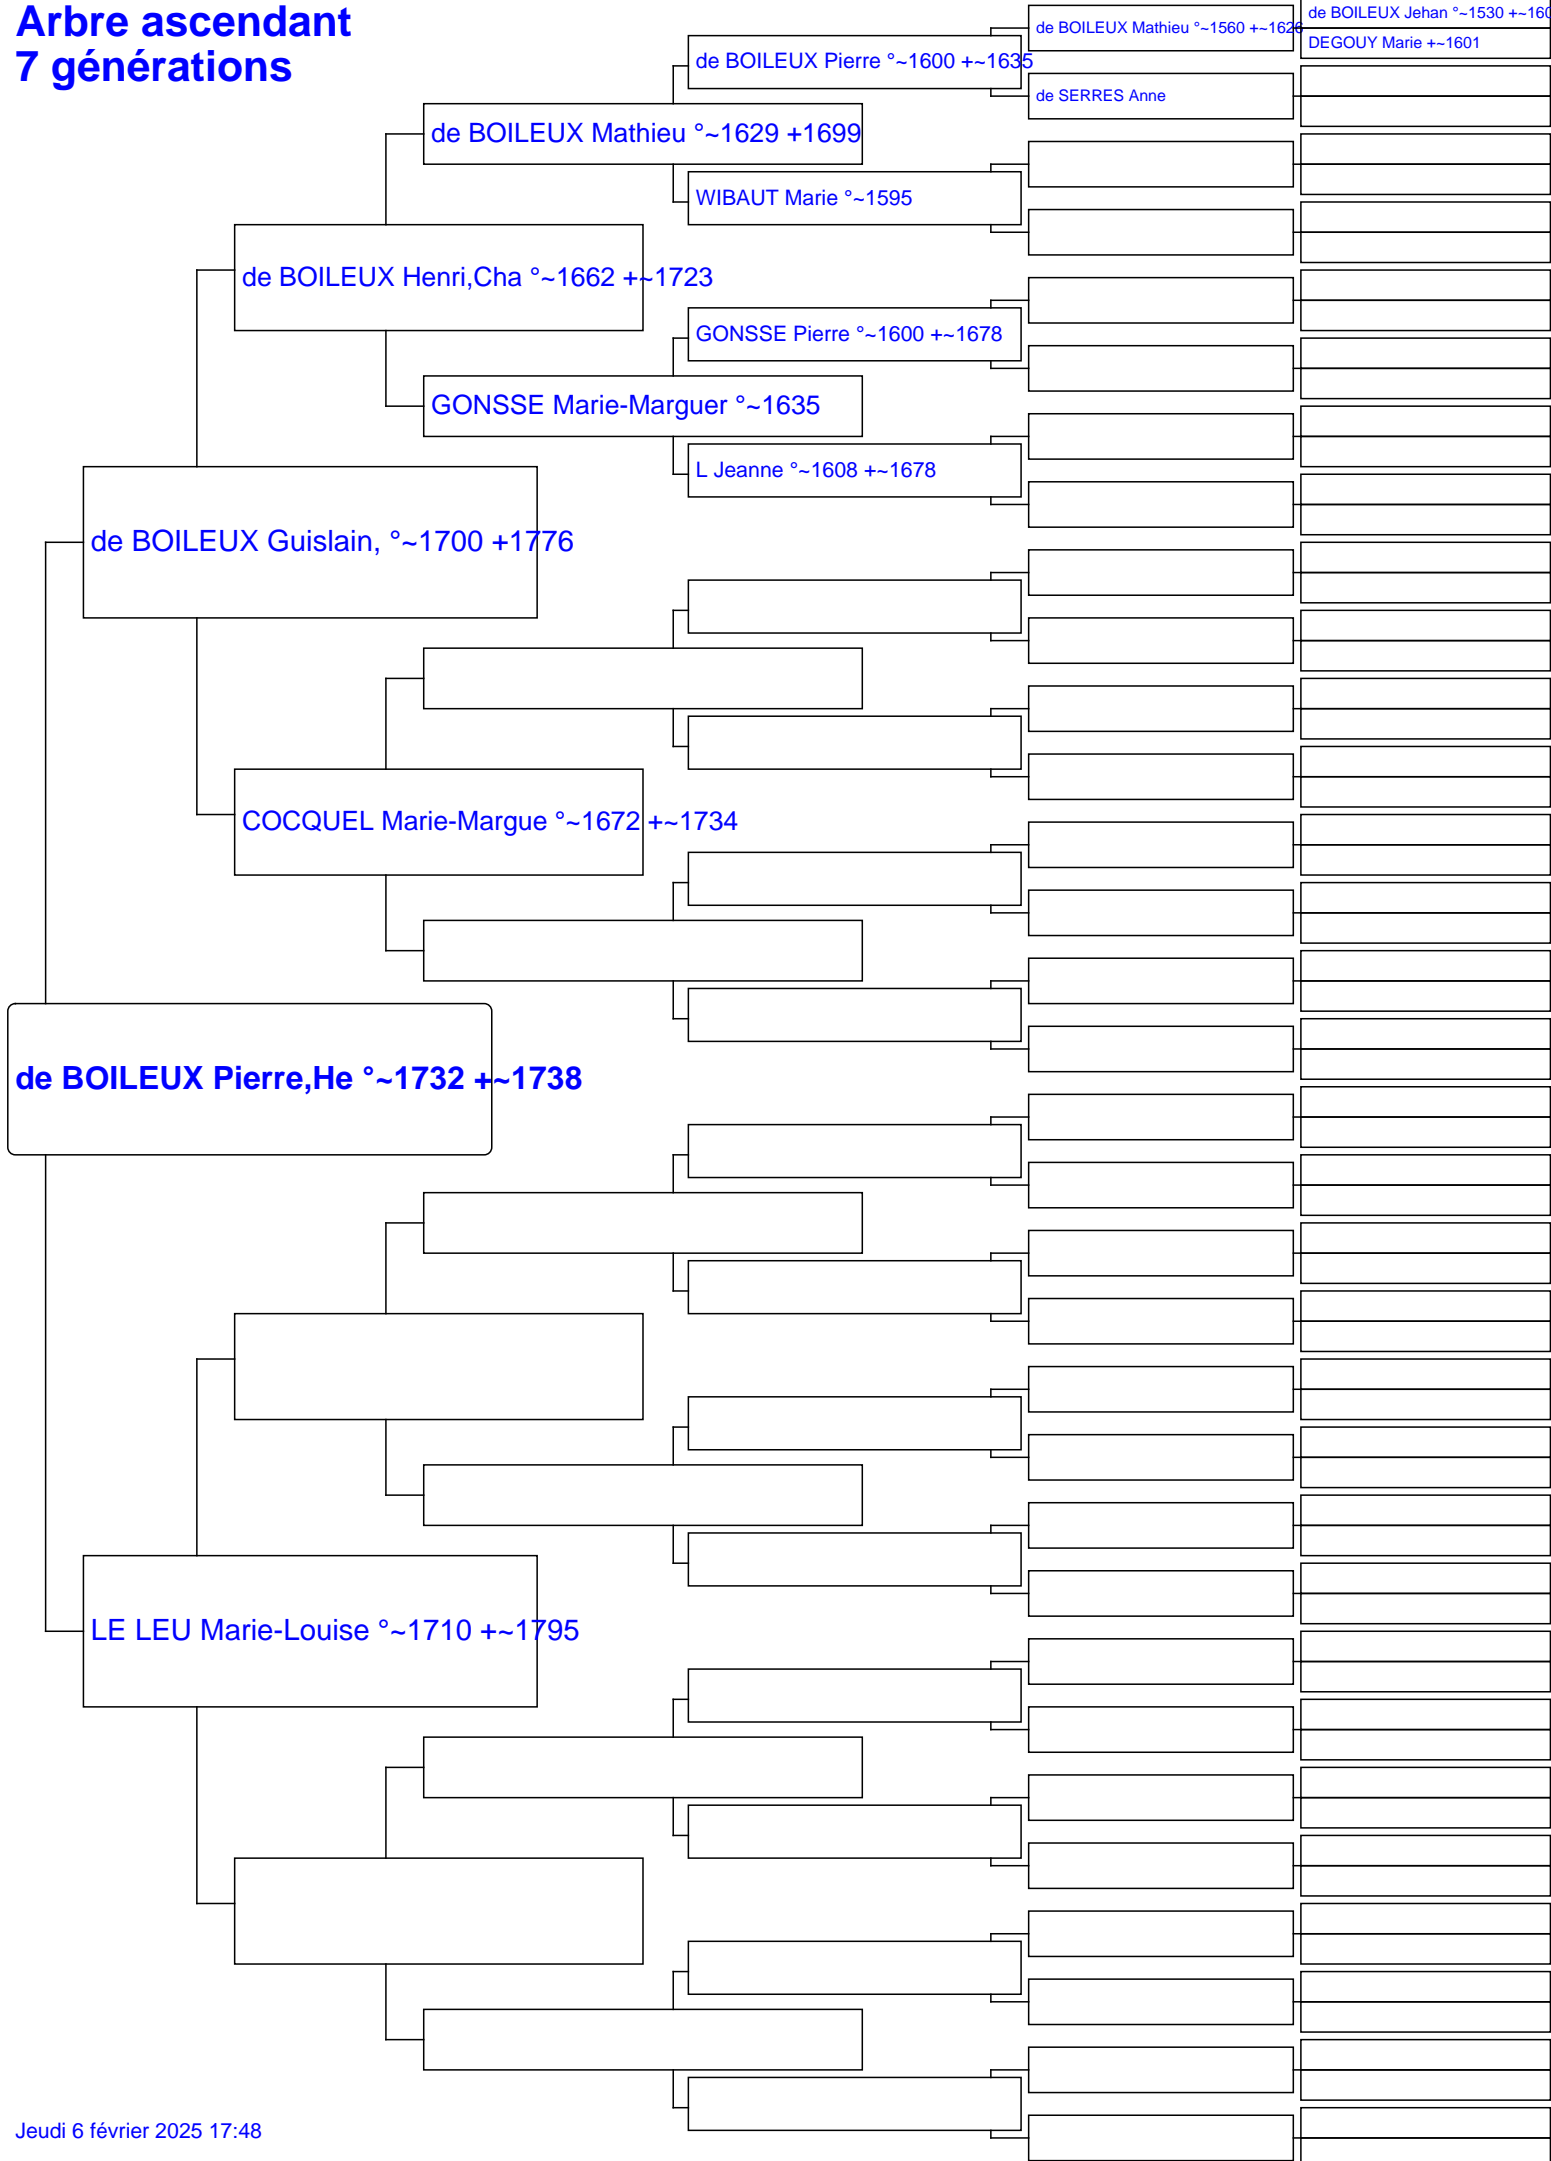 Arbre ascendant
7 générations
de BOILEUX Jehan °~1530 +~160
de BOILEUX Mathieu °~1560 +~1626
DEGOUY Marie +~1601
de BOILEUX Pierre °~1600 +~1635
de SERRES Anne
de BOILEUX Mathieu °~1629 +1699
WIBAUT Marie °~1595
de BOILEUX Henri,Cha °~1662 +~1723
GONSSE Pierre °~1600 +~1678
GONSSE Marie-Marguer °~1635
L Jeanne °~1608 +~1678
de BOILEUX Guislain, °~1700 +1776
COCQUEL Marie-Margue °~1672 +~1734
de BOILEUX Pierre,He °~1732 +~1738
LE LEU Marie-Louise °~1710 +~1795
Jeudi 6 février 2025 17:48